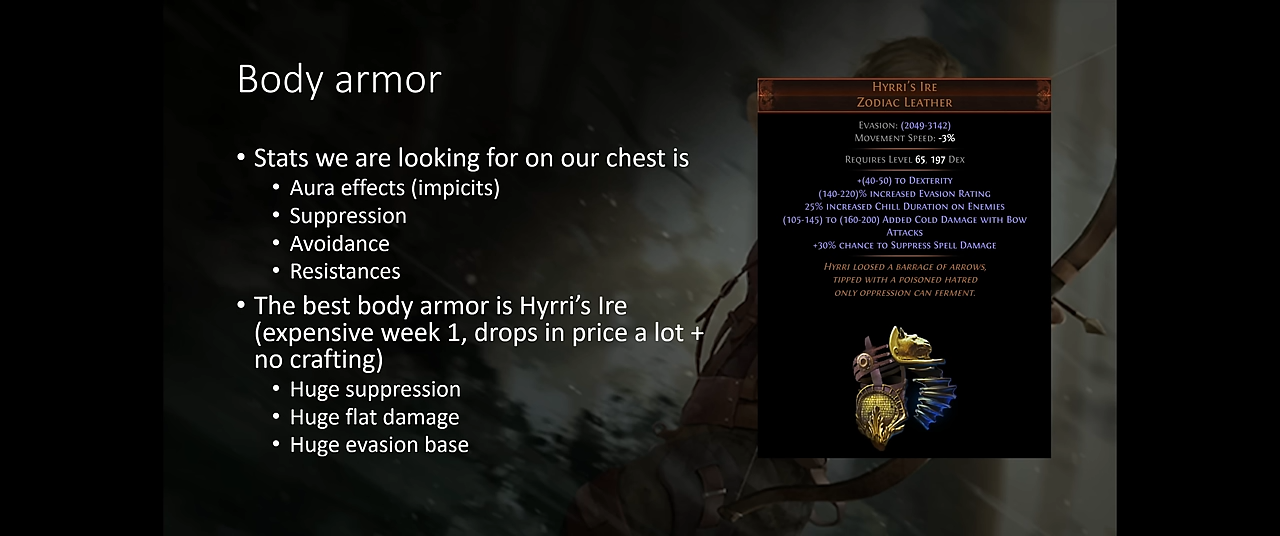 Body armor
• Stats we are looking for on our chest is
• Aura effects (impicits)
• Suppression
• Avoidance
• Resistances
• The best body armor is Hyrri's Ire
(expensive week 1, drops in price a lot +
no crafting)
• Huge suppression
• Huge flat damage
• Huge evasion base
Hyrri's Ire
Zodiac Leather
Evasion: (2049-3142)
Movement Speed: -3%
Requires Level 65, 197 Dex
+(40-50) to Dexterity
(140-220)% increased Evasion Rating
25% increased Chill Duration on Enemies
(105-145) to (160-200) Added Cold Damage with Bow
Attacks
+30% chance to Suppress Spell Damage
Hyrri loosed a barrage of arrows,
tipped with a poisoned hatred
only oppression can ferment.